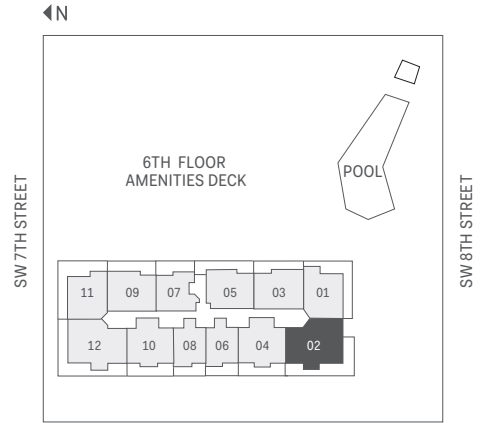 N
6TH FLOOR
AMENITIES DECK
POOL
SW 7TH STREET
SW 8TH STREET
11 09 07 05 03 01
12 10 08 06 04 02